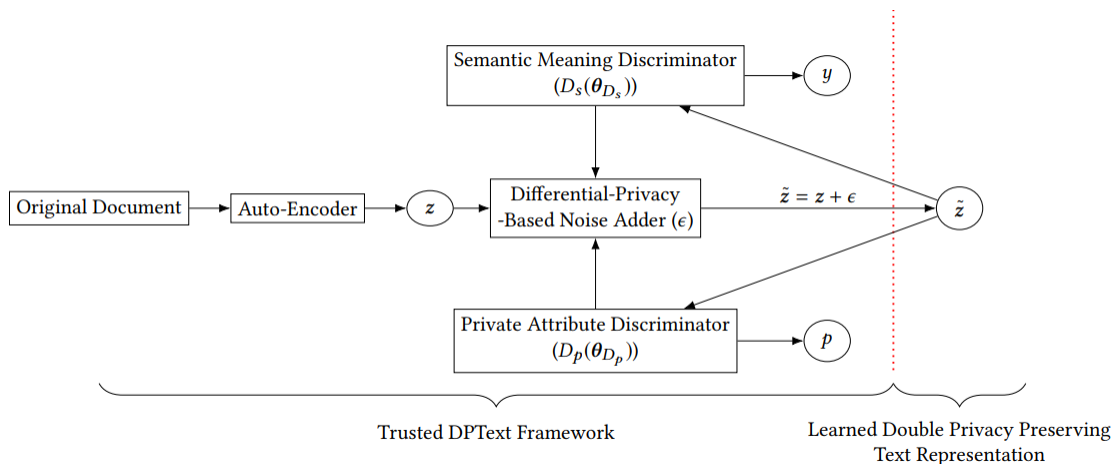 Semantic Meaning Discriminator
(D_s(θ_{D_s}))
y
Original Document
Auto-Encoder
z
Differential-Privacy
-Based Noise Adder (ϵ)
z̃ = z + ϵ
z̃
Private Attribute Discriminator
(D_p(θ_{D_p}))
p
Trusted DPText Framework
Learned Double Privacy Preserving
Text Representation